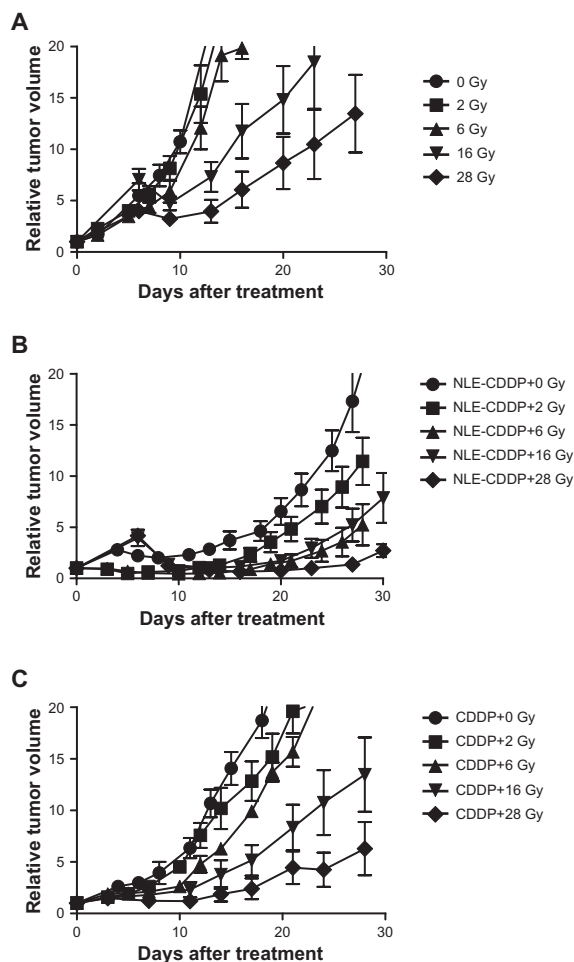 A
20
15
10
5
0
Relative tumor volume
0 10 20 30
Days after treatment
0 Gy
2 Gy
6 Gy
16 Gy
28 Gy
B
20
15
10
5
0
Relative tumor volume
0 10 20 30
Days after treatment
NLE-CDDP+0 Gy
NLE-CDDP+2 Gy
NLE-CDDP+6 Gy
NLE-CDDP+16 Gy
NLE-CDDP+28 Gy
C
20
15
10
5
0
Relative tumor volume
0 10 20 30
Days after treatment
CDDP+0 Gy
CDDP+2 Gy
CDDP+6 Gy
CDDP+16 Gy
CDDP+28 Gy